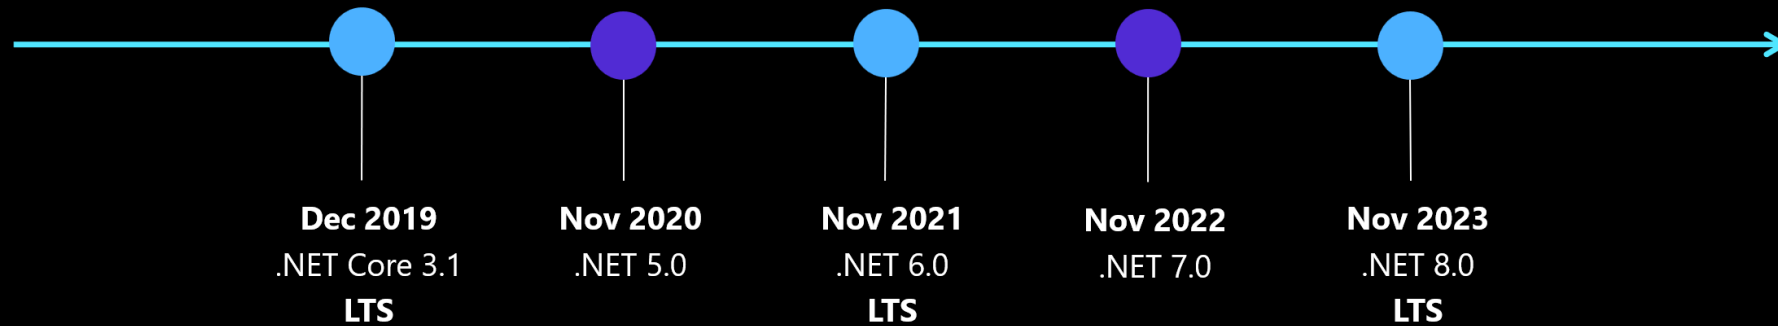 Dec 2019
.NET Core 3.1
LTS
Nov 2020
.NET 5.0
Nov 2021
.NET 6.0
LTS
Nov 2022
.NET 7.0
Nov 2023
.NET 8.0
LTS